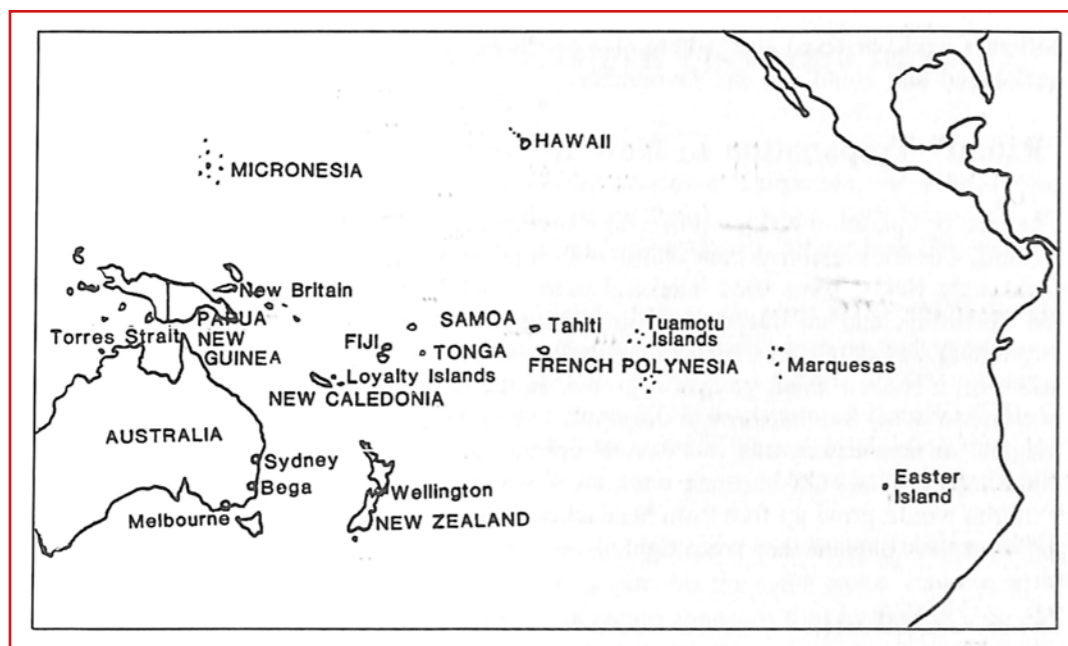 HAWAII
MICRONESIA
New Britain
PAPUA
NEW
GUINEA
Torres Strait
SAMOA
Tahiti
Tuamotu
Islands
FIJI
TONGA
FRENCH POLYNESIA
Marquesas
Loyalty Islands
NEW CALEDONIA
AUSTRALIA
Sydney
Bega
Melbourne
Wellington
NEW ZEALAND
Easter
Island